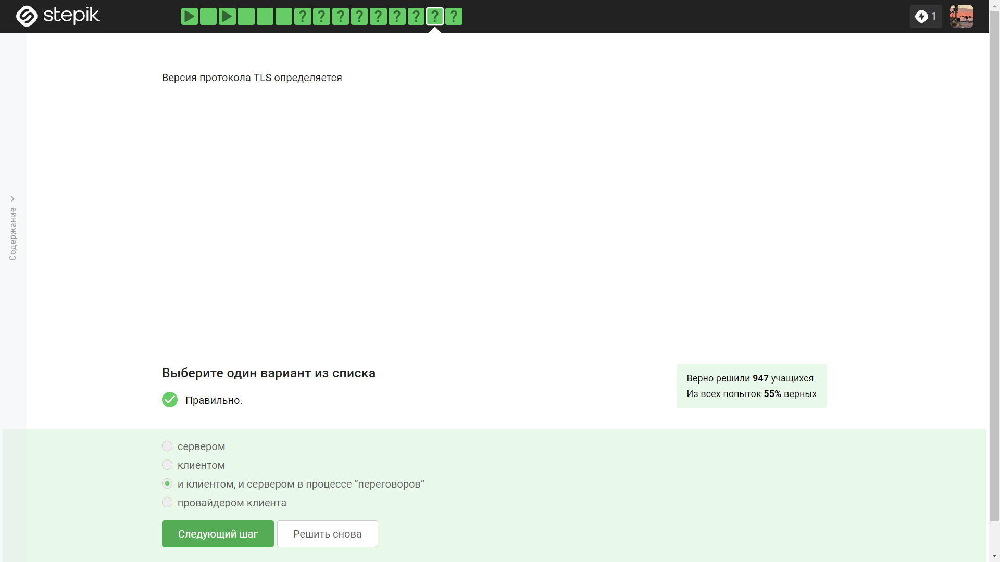 stepik
? ? ? ? ? ? ? ? ?
1
Содержание
Версия протокола TLS определяется
Выберите один вариант из списка
Правильно.
Верно решили 947 учащихся
Из всех попыток 55% верных
сервером
клиентом
и клиентом, и сервером в процессе “переговоров”
провайдером клиента
Следующий шаг
Решить снова